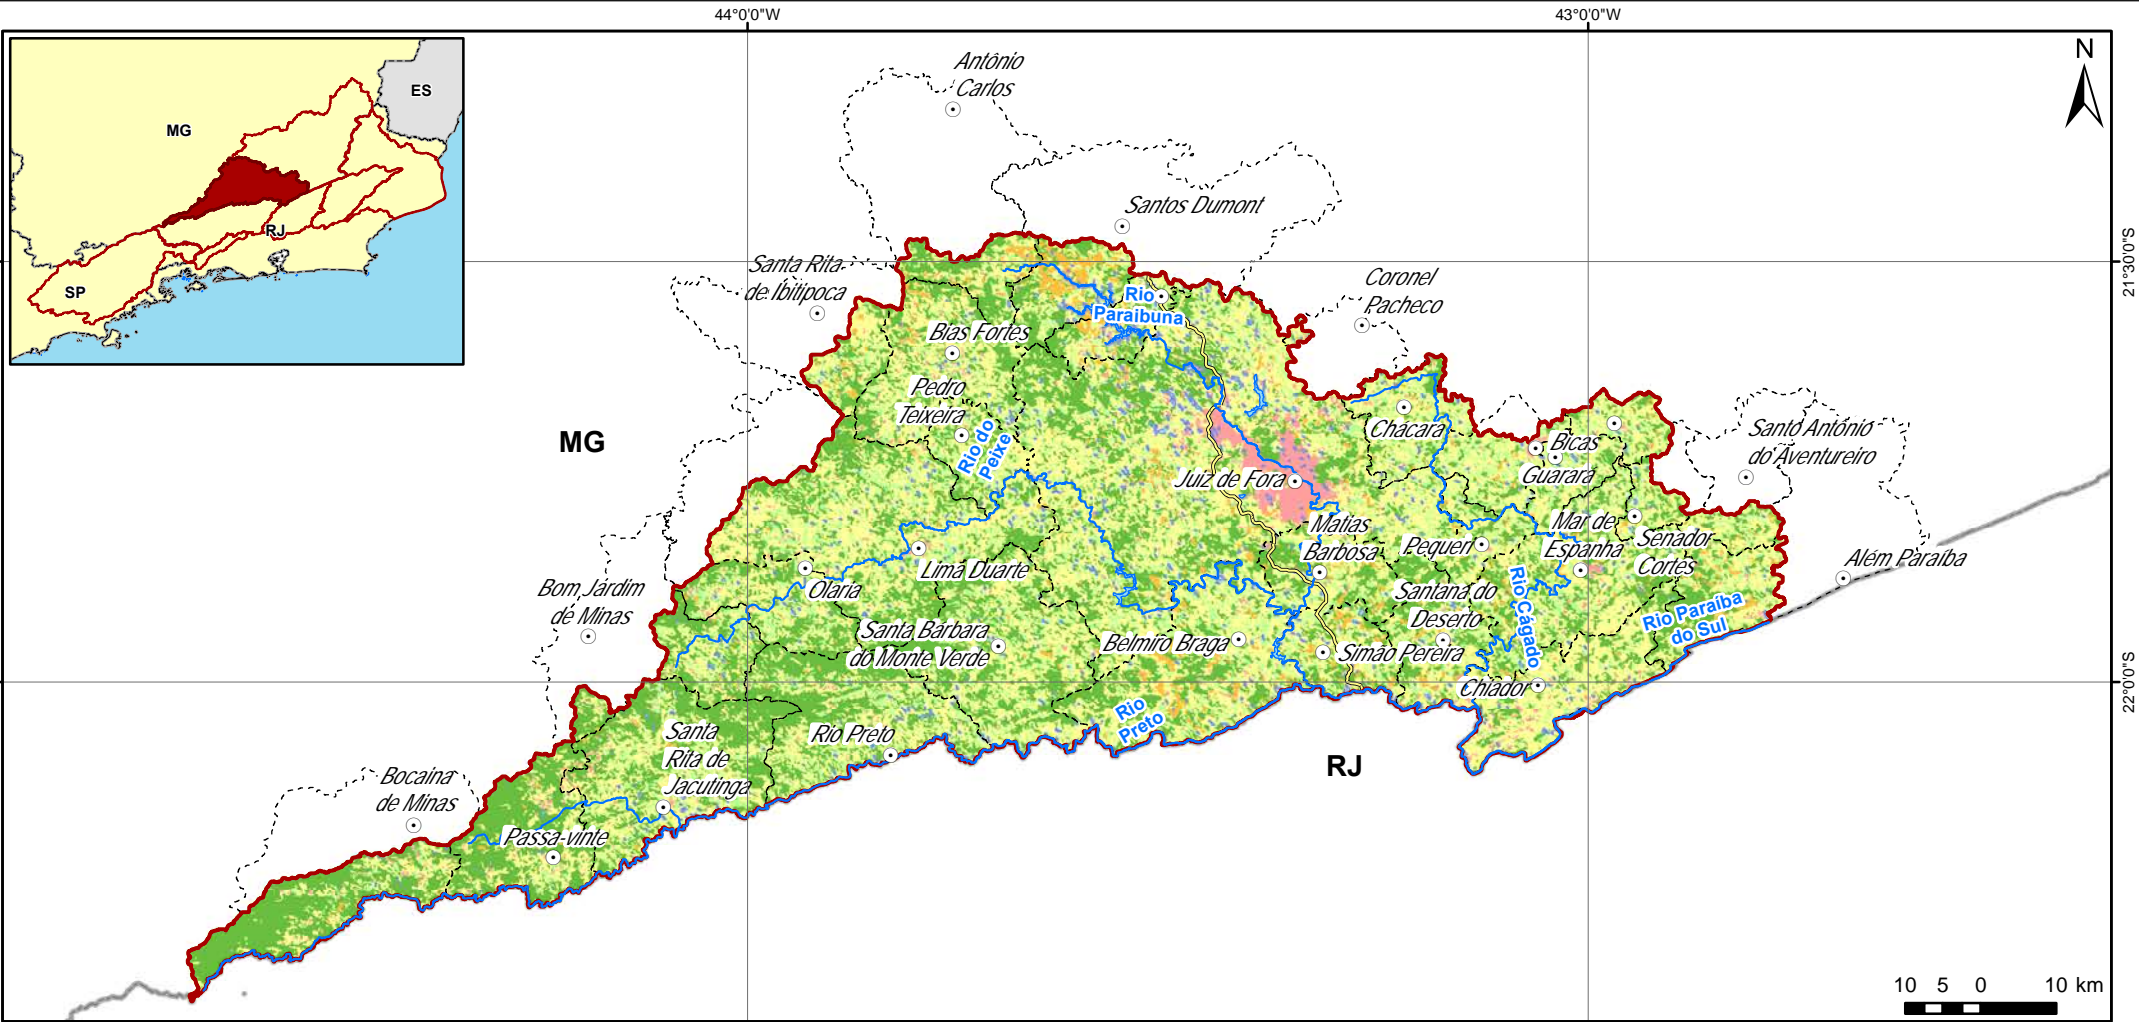 44°0'0"W
43°0'0"W
N
ES
MG
RJ
SP
Antônio
Carlos
Santos Dumont
21°30'0"S
Santa Rita
de Ibitipoca
Coronel
Pacheco
Rio
Paraibuna
Bias Fortes
Pedro
Teixeira
Rio do
Peixe
MG
Chácara
Bicas
Guarará
Santo Antônio
do Aventureiro
Juiz de Fora
Matias
Barbosa
Mar de
Espanha
Pequeri
Senador
Cortes
Além Paraíba
Lima Duarte
Olaria
Bom Jardim
de Minas
Santana do
Deserto
Rio Cágado
Rio Paraíba
do Sul
Santa Bárbara
do Monte Verde
Belmiro Braga
Simão Pereira
Chiador
22°0'0"S
Rio
Preto
Santa
Rita de
Jacutinga
Rio Preto
RJ
Bocaina
de Minas
Passa-vinte
10 5 0 10 km